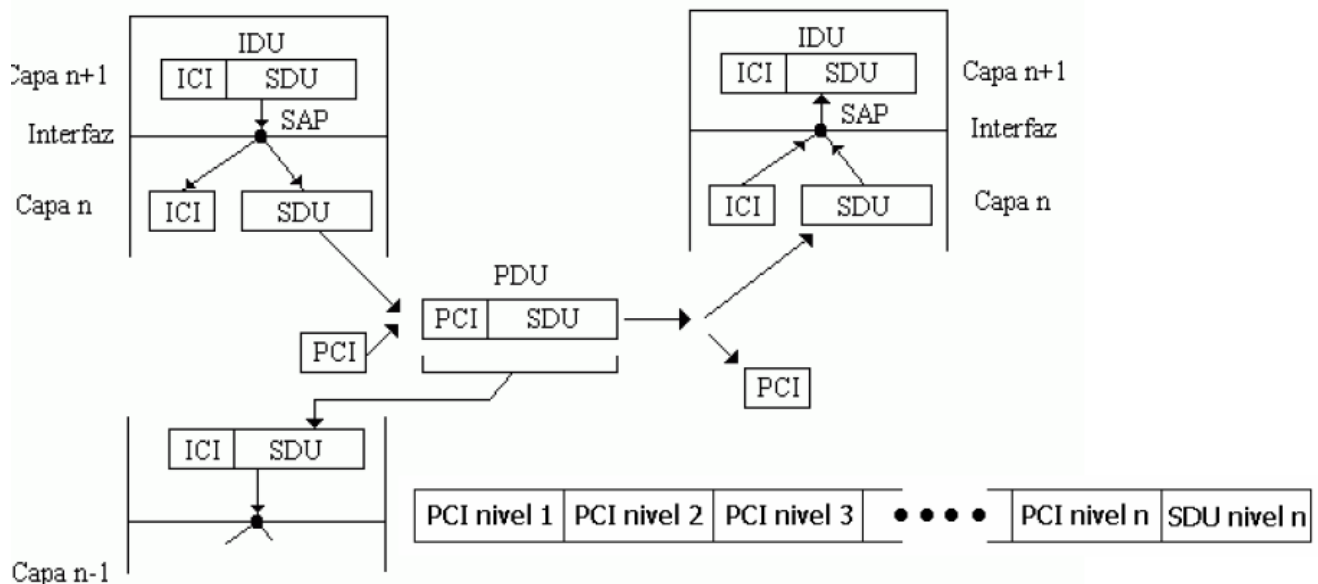 IDU
Capa n+1
ICI
SDU
SAP
Interfaz
Capa n
ICI
SDU
IDU
ICI
SDU
Capa n+1
SAP
Interfaz
ICI
SDU
Capa n
PDU
PCI
SDU
PCI
PCI
ICI
SDU
PCI nivel 1
PCI nivel 2
PCI nivel 3
• • • •
PCI nivel n
SDU nivel n
Capa n-1